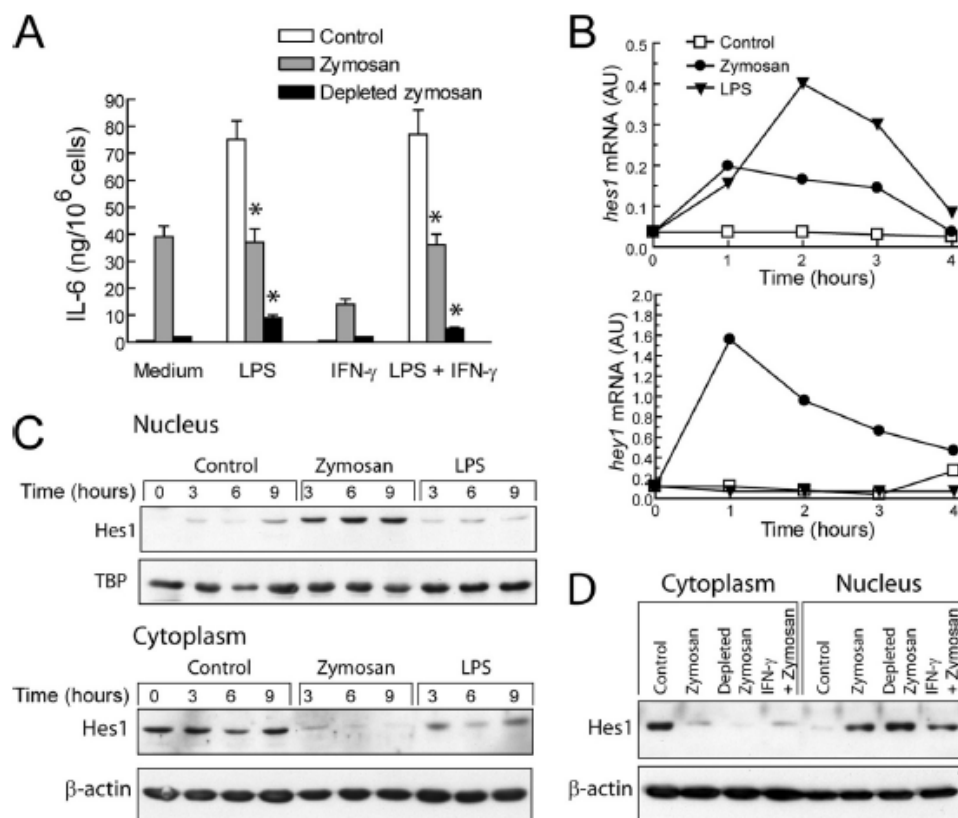 A
Control
Zymosan
Depleted zymosan
IL-6 (ng/10⁶ cells)
90
80
70
60
50
40
30
20
10
0
*
*
*
*
Medium LPS IFN-γ LPS + IFN-γ
B
Control
Zymosan
LPS
hes1 mRNA (AU)
0.5
0.4
0.3
0.2
0.1
0.0
0 1 2 3 4
Time (hours)
hey1 mRNA (AU)
2.0
1.8
1.6
1.4
1.2
1.0
0.8
0.6
0.4
0.2
0.0
0 1 2 3 4
Time (hours)
C
Nucleus
Control Zymosan LPS
Time (hours) 0 3 6 9 3 6 9 3 6 9
Hes1
TBP
Cytoplasm
Control Zymosan LPS
Time (hours) 0 3 6 9 3 6 9 3 6 9
Hes1
β-actin
D
Cytoplasm Nucleus
Control
Zymosan
Depleted
Zymosan
IFN-γ
+ Zymosan
Control
Zymosan
Depleted
Zymosan
IFN-γ
+ Zymosan
Hes1
β-actin